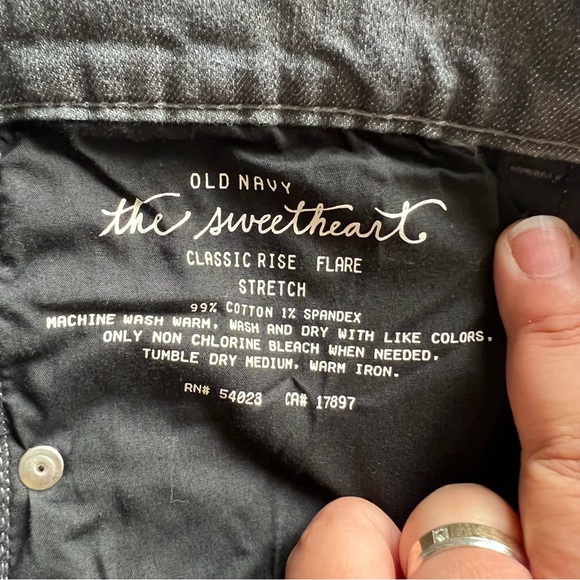 OLD NAVY
the sweetheart
CLASSIC RISE FLARE
STRETCH
99% COTTON 1% SPANDEX
MACHINE WASH WARM. WASH AND DRY WITH LIKE COLORS.
ONLY NON CHLORINE BLEACH WHEN NEEDED.
TUMBLE DRY MEDIUM. WARM IRON.
RN# 54023 CA# 17897